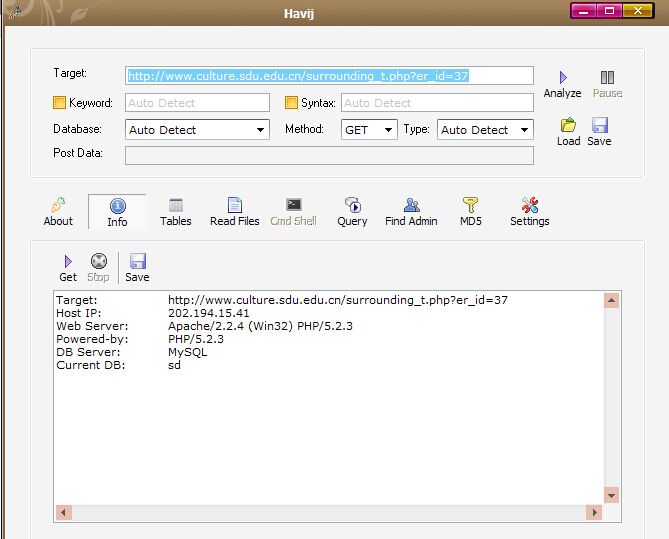 Havij
Target: http://www.culture.sdu.edu.cn/surrounding_t.php?er_id=37
Analyze Pause
Keyword: Auto Detect Syntax: Auto Detect
Database: Auto Detect Method: GET Type: Auto Detect
Load Save
Post Data:
About Info Tables Read Files Cmd Shell Query Find Admin MD5 Settings
Get Stop Save
Target: http://www.culture.sdu.edu.cn/surrounding_t.php?er_id=37
Host IP: 202.194.15.41
Web Server: Apache/2.2.4 (Win32) PHP/5.2.3
Powered-by: PHP/5.2.3
DB Server: MySQL
Current DB: sd